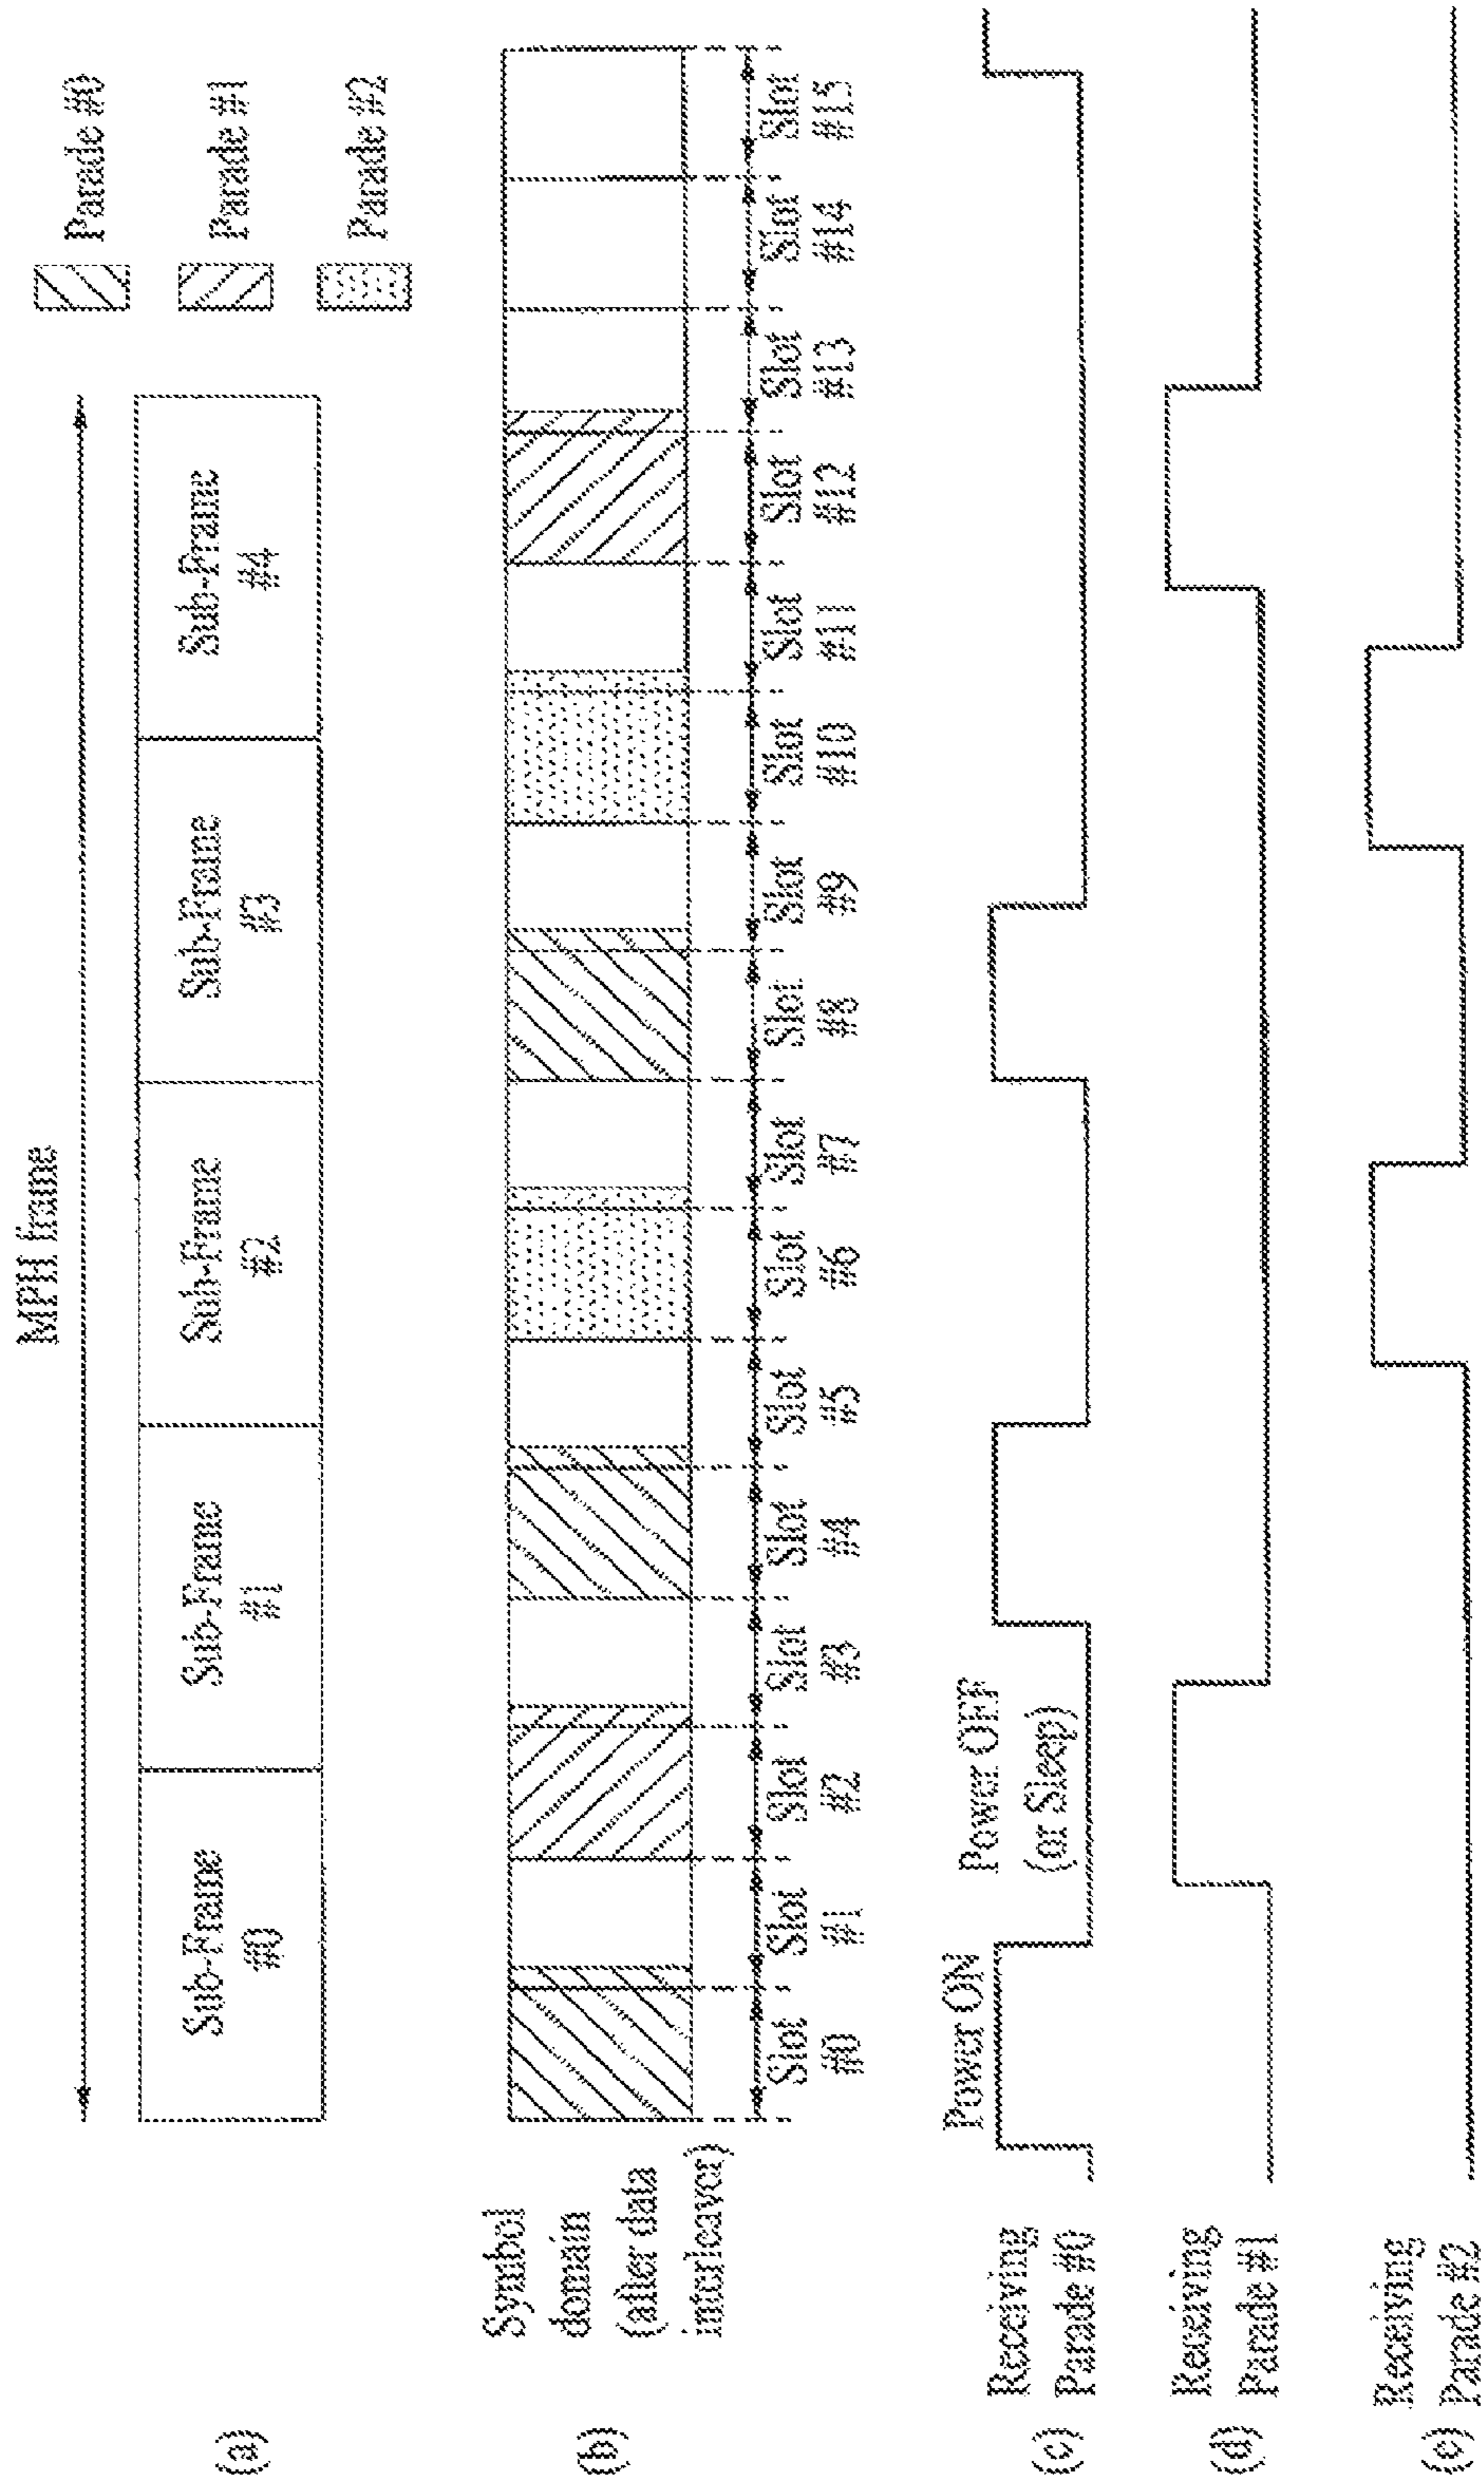 MPH frame
Parade #0
Parade #1
Parade #2
(a)
Sub-Frame
#0
Sub-Frame
#1
Sub-Frame
#2
Sub-Frame
#3
Sub-Frame
#4
(b)
Symbol
domain
(after data
interleaver)
Slot
#0
Slot
#1
Slot
#2
Slot
#3
Slot
#4
Slot
#5
Slot
#6
Slot
#7
Slot
#8
Slot
#9
Slot
#10
Slot
#11
Slot
#12
Slot
#13
Slot
#14
Slot
#15
(c)
Receiving
Parade #0
Power ON
Power OFF
(or Sleep)
(d)
Receiving
Parade #1
(e)
Receiving
Parade #2